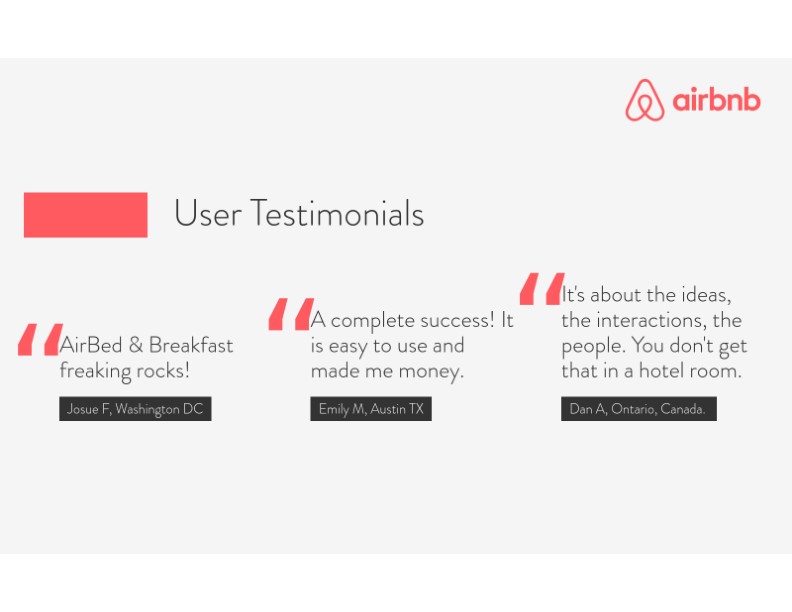 airbnb
User Testimonials
“AirBed & Breakfast
freaking rocks!
Josue F, Washington DC
“A complete success! It
is easy to use and
made me money.
Emily M, Austin TX
“It's about the ideas,
the interactions, the
people. You don't get
that in a hotel room.
Dan A, Ontario, Canada.